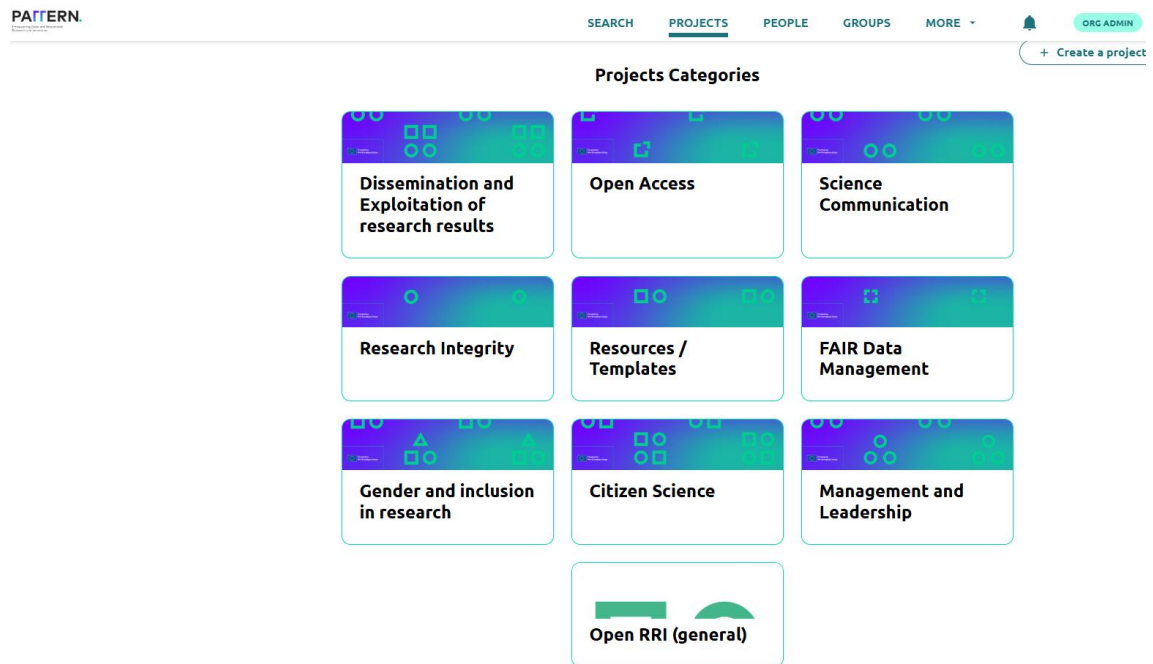 PATTERN.
SEARCH PROJECTS PEOPLE GROUPS MORE ORG ADMIN
+ Create a project
Projects Categories
Dissemination and
Exploitation of
research results
Open Access
Science
Communication
Research Integrity
Resources /
Templates
FAIR Data
Management
Gender and inclusion
in research
Citizen Science
Management and
Leadership
Open RRI (general)